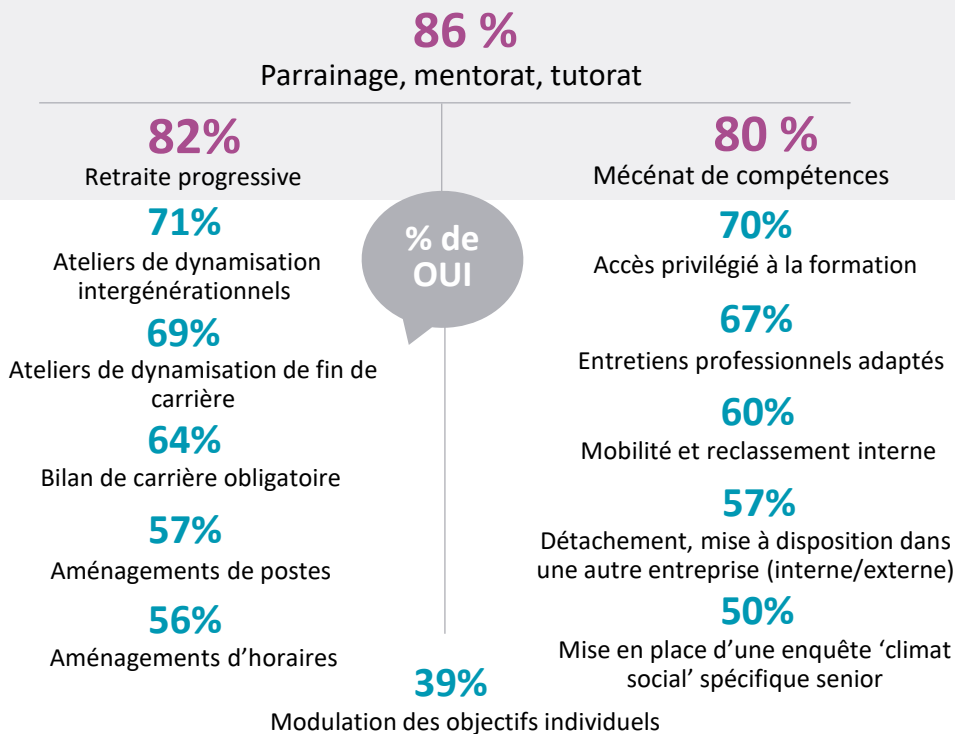 86 %
Parrainage, mentorat, tutorat
82%
Retraite progressive
80 %
Mécénat de compétences
% de
OUI
71%
Ateliers de dynamisation
intergénérationnels
70%
Accès privilégié à la formation
69%
Ateliers de dynamisation de fin de
carrière
67%
Entretiens professionnels adaptés
64%
Bilan de carrière obligatoire
60%
Mobilité et reclassement interne
57%
Aménagements de postes
57%
Détachement, mise à disposition dans
une autre entreprise (interne/externe)
56%
Aménagements d’horaires
50%
Mise en place d’une enquête ‘climat
social’ spécifique senior
39%
Modulation des objectifs individuels